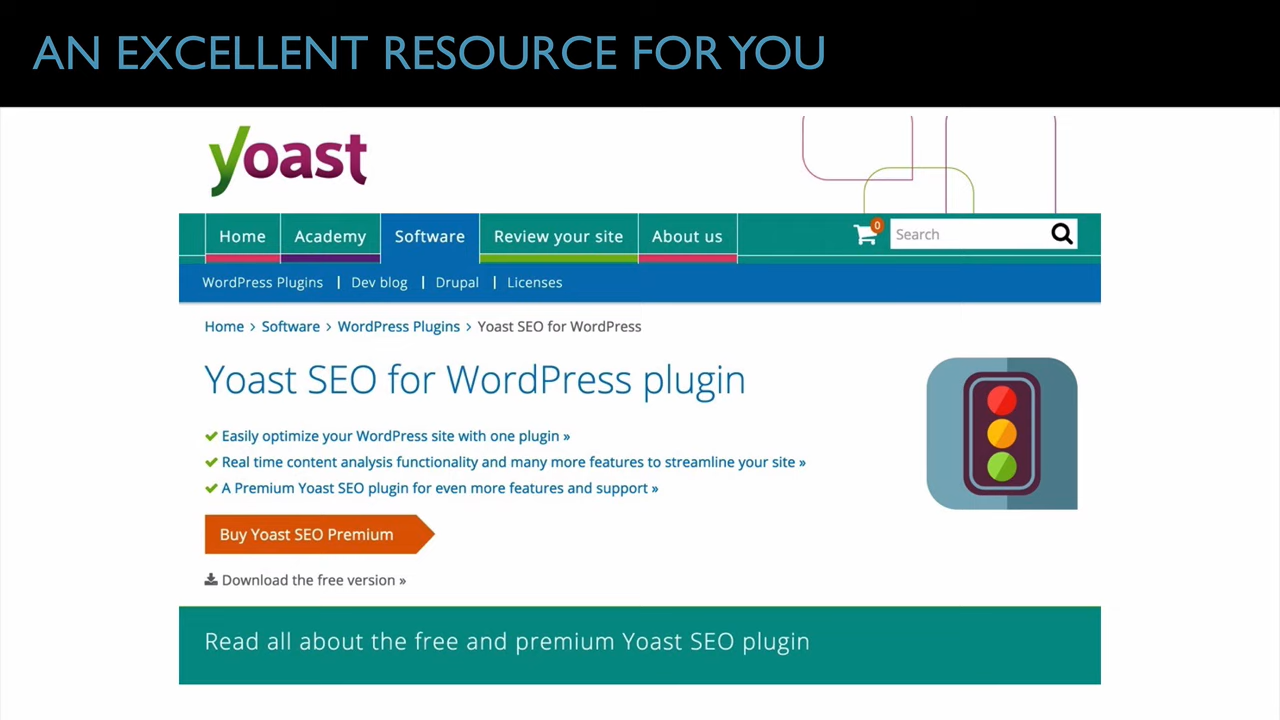 AN EXCELLENT RESOURCE FOR YOU
yoast
Home Academy Software Review your site About us 0 Search
WordPress Plugins | Dev blog | Drupal | Licenses
Home > Software > WordPress Plugins > Yoast SEO for WordPress
Yoast SEO for WordPress plugin
Easily optimize your WordPress site with one plugin »
Real time content analysis functionality and many more features to streamline your site »
A Premium Yoast SEO plugin for even more features and support »
Buy Yoast SEO Premium
Download the free version »
Read all about the free and premium Yoast SEO plugin